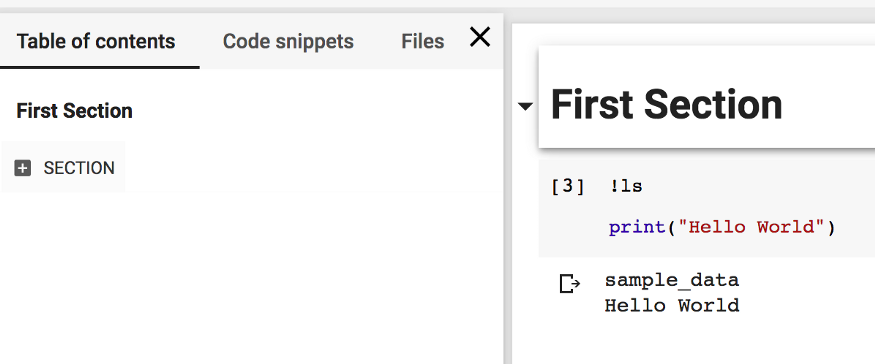 Table of contents Code snippets Files
First Section
SECTION
First Section
[3] !ls
print("Hello World")
sample_data
Hello World